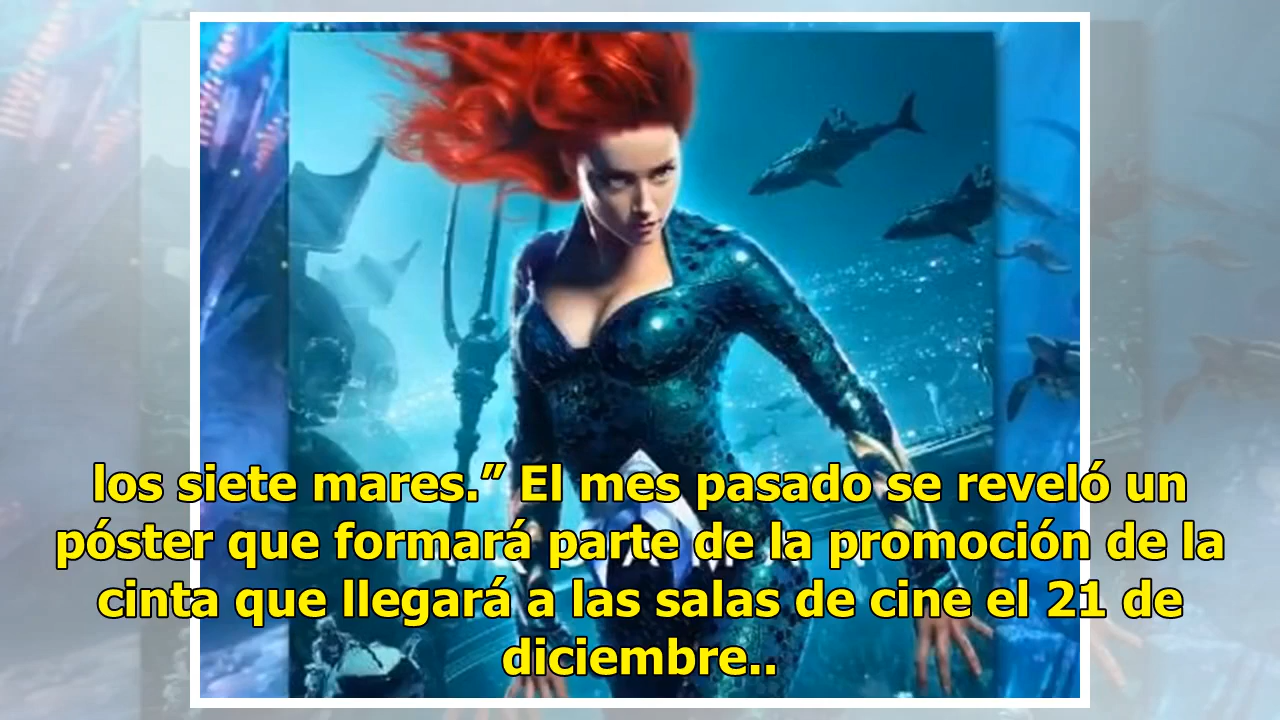 los siete mares.” El mes pasado se reveló un
póster que formará parte de la promoción de la
cinta que llegará a las salas de cine el 21 de
diciembre..